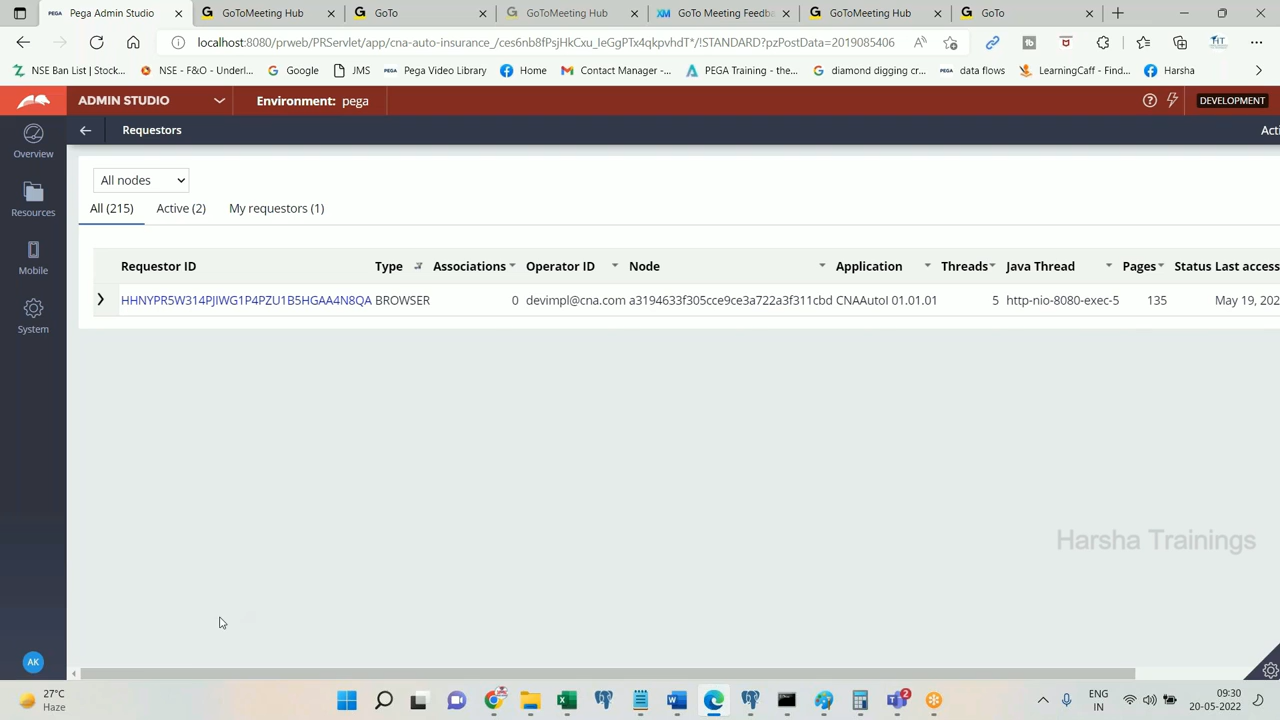 Pega Admin Studio
GoToMeeting Hub
GoTo
GoToMeeting Hub
GoTo Meeting Feedba
GoToMeeting Hub
GoTo
localhost:8080/prweb/PRServlet/app/cna-auto-insurance_/ces6nb8fPsjHkCxu_IeGgPTx4qkpvhdT*/!STANDARD?pzPostData=2019085406
NSE Ban List | Stock...
NSE - F&O - Underl...
Google
JMS
PEGA Pega Video Library
Home
Contact Manager -...
PEGA Training - the...
diamond digging cr...
PEGA data flows
LearningCaff - Find...
Harsha
ADMIN STUDIO
Environment: pega
DEVELOPMENT
Requestors
Acti
Overview
Resources
Mobile
System
AK
All nodes
All (215)
Active (2)
My requestors (1)
Requestor ID Type Associations Operator ID Node Application Threads Java Thread Pages Status Last access
HHNYPR5W314PJIWG1P4PZU1B5HGAA4N8QA BROWSER 0 devimpl@cna.com a3194633f305cce9ce3a722a3f311cbd CNAAutoI 01.01.01 5 http-nio-8080-exec-5 135 May 19, 202
Harsha Trainings
27°C
Haze
2
ENG
IN
09:30
20-05-2022